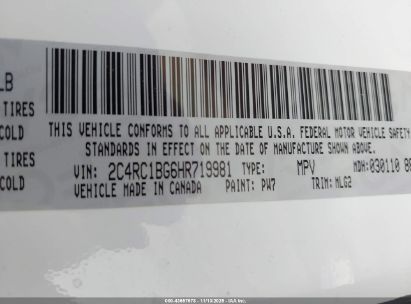 LB
TIRES
COLD
TIRES
COLD
THIS VEHICLE CONFORMS TO ALL APPLICABLE U.S.A. FEDERAL MOTOR VEHICLE SAFETY
STANDARDS IN EFFECT ON THE DATE OF MANUFACTURE SHOWN ABOVE.
VIN: 2C4RC1BG6HR719981 TYPE: MPV MDH: 030110
VEHICLE MADE IN CANADA PAINT: PW7 TRIM: MLG2